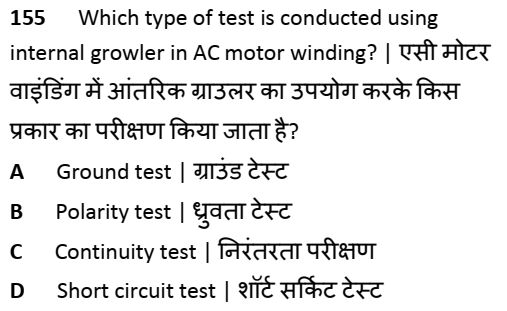 155 Which type of test is conducted using
internal growler in AC motor winding? | एसी मोटर
वाइंडिंग में आंतरिक ग्राउलर का उपयोग करके किस
प्रकार का परीक्षण किया जाता है?
A Ground test | ग्राउंड टेस्ट
B Polarity test | ध्रुवता टेस्ट
C Continuity test | निरंतरता परीक्षण
D Short circuit test | शॉर्ट सर्किट टेस्ट